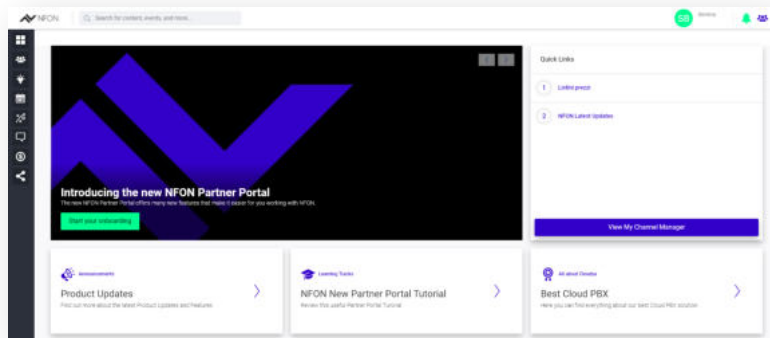 NFON
Search for content, events, and more...
SB
Quick Links
1 Listini prezzi
2 NFON Latest Updates
Introducing the new NFON Partner Portal
The new NFON Partner Portal offers many new features that make it easier for you working with NFON.
Start your onboarding
View My Channel Manager
Announcements
Product Updates
Find out more about the latest Product Updates and Features
Learning Tracks
NFON New Partner Portal Tutorial
Review this useful Partner Portal Tutorial
All about Cloudya
Best Cloud PBX
Here you can find everything about our best Cloud PBX solution